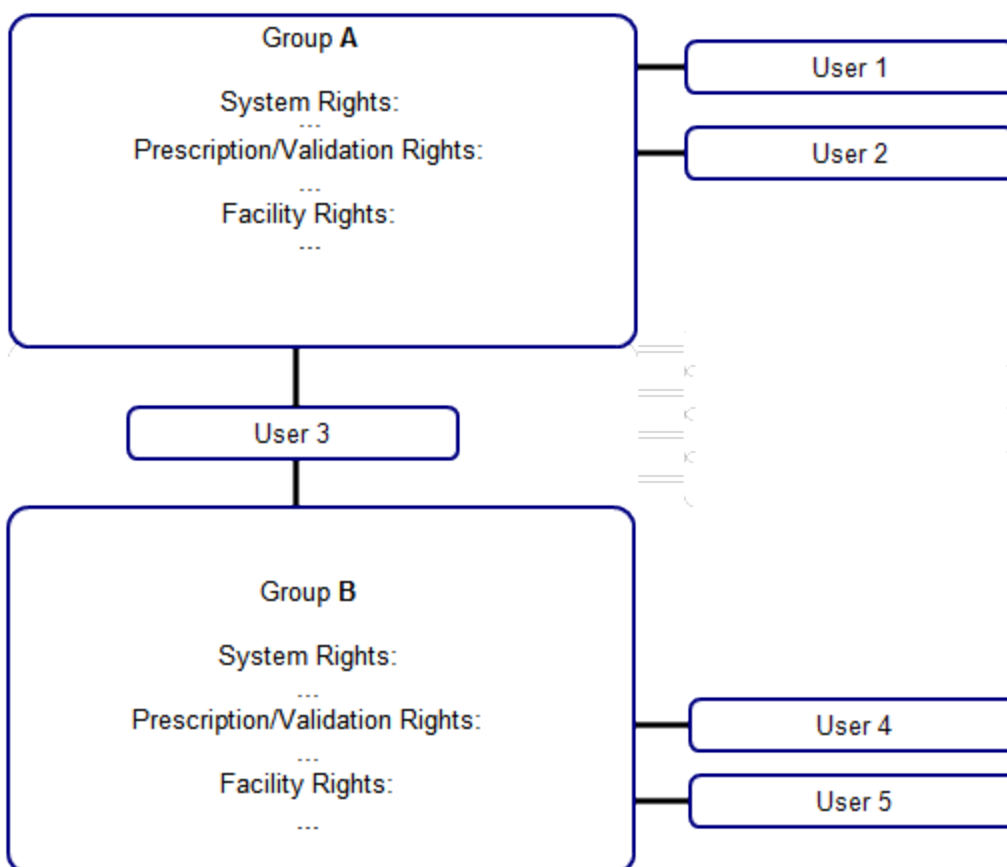 Group A
System Rights:
...
Prescription/Validation Rights:
...
Facility Rights:
...
User 1
User 2
User 3
Group B
System Rights:
...
Prescription/Validation Rights:
...
Facility Rights:
...
User 4
User 5